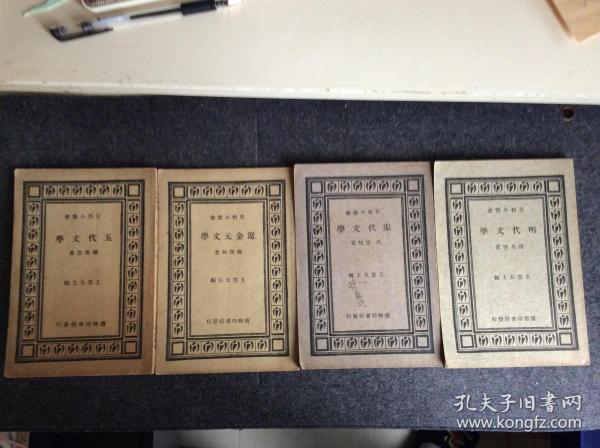 百科小叢書
五代文學
楊蔭深著
王雲五主編
商務印書館發行
百科小叢書
遼金元文學
蘇雪林著
王雲五主編
商務印書館發行
百科小叢書
宋代文學
呂思勉著
王雲五主編
商務印書館發行
百科小叢書
明代文學
錢基博著
王雲五主編
商務印書館發行
孔夫子旧书网
www.kongfz.com